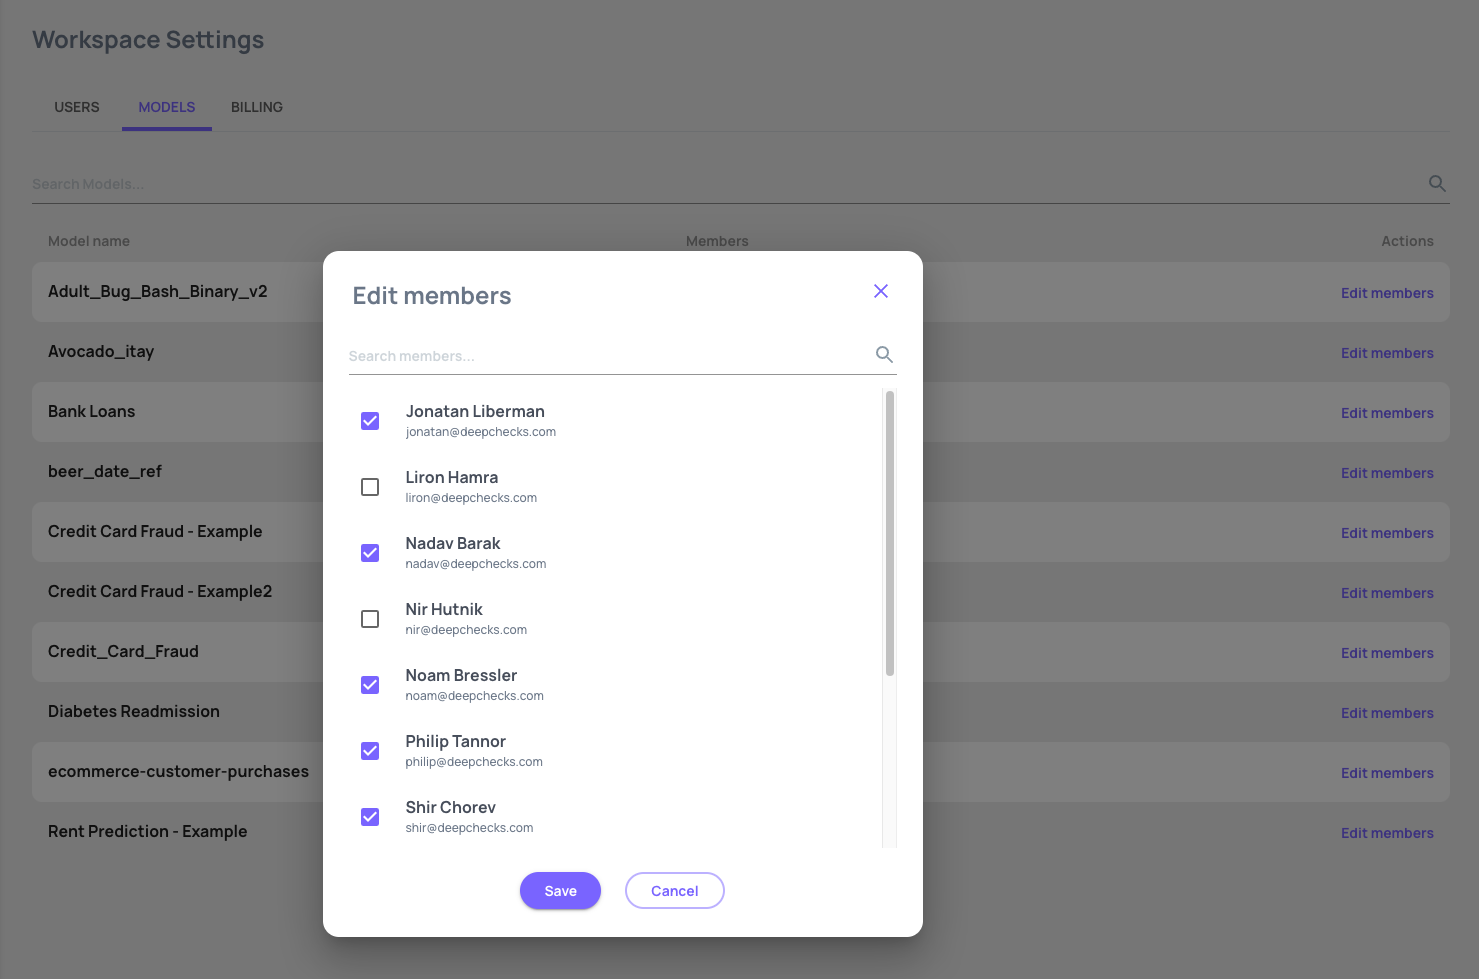 Workspace Settings
USERS MODELS BILLING
Search Models...
Model name Members Actions
Adult_Bug_Bash_Binary_v2 Edit members
Avocado_itay Edit members
Bank Loans Edit members
beer_date_ref Edit members
Credit Card Fraud - Example Edit members
Credit Card Fraud - Example2 Edit members
Credit_Card_Fraud Edit members
Diabetes Readmission Edit members
ecommerce-customer-purchases Edit members
Rent Prediction - Example Edit members
Edit members
Search members...
Jonatan Liberman
jonatan@deepchecks.com
Liron Hamra
liron@deepchecks.com
Nadav Barak
nadav@deepchecks.com
Nir Hutnik
nir@deepchecks.com
Noam Bressler
noam@deepchecks.com
Philip Tannor
philip@deepchecks.com
Shir Chorev
shir@deepchecks.com
Save Cancel